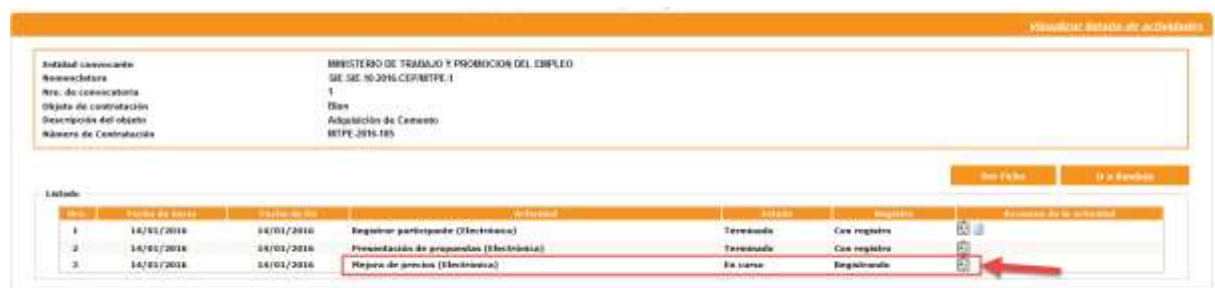 Visualizar listado de actividades
Entidad convocante MINISTERIO DE TRABAJO Y PROMOCION DEL EMPLEO
Nomenclatura SIE SIE 10-2016-CEP/MTPE-1
Nro. de convocatoria 1
Objeto de contratación Bien
Descripción del objeto Adquisición de Cemento
Número de Contratación MTPE-2016-105
Ver Ficha Ir a Bandeja
Listado
Nro. Fecha de Inicio Fecha de Fin Actividad Estado Registro Acciones de la actividad
1 14/01/2016 14/01/2016 Registrar participante (Electrónica) Terminado Con registro
2 14/01/2016 14/01/2016 Presentación de propuestas (Electrónica) Terminado Con registro
3 14/01/2016 14/01/2016 Mejora de precios (Electrónica) En curso Registrando